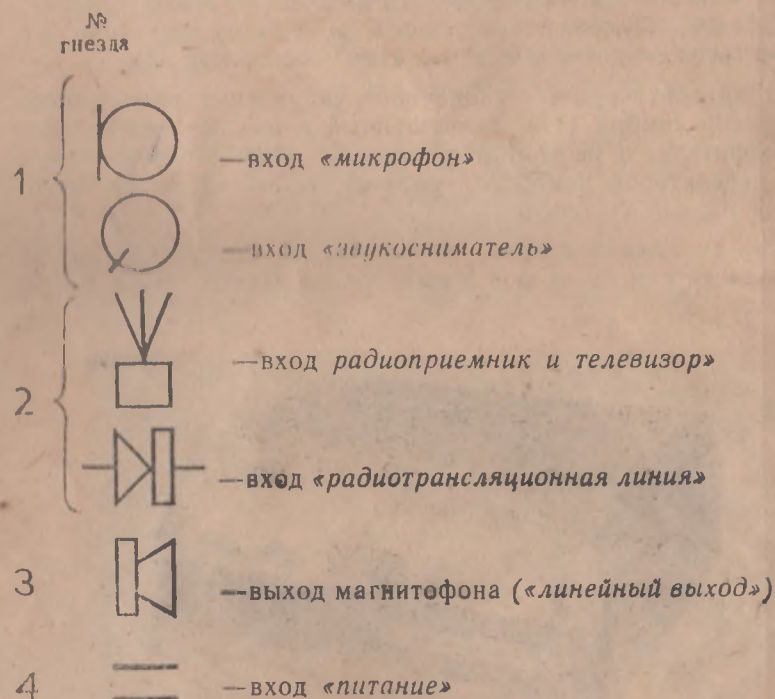 №
гнезда
1
—вход «микрофон»
—вход «звукосниматель»
2
—вход радиоприемник и телевизор»
—вход «радиотрансляционная линия»
3 —выход магнитофона («линейный выход»)
4 —вход «питание»